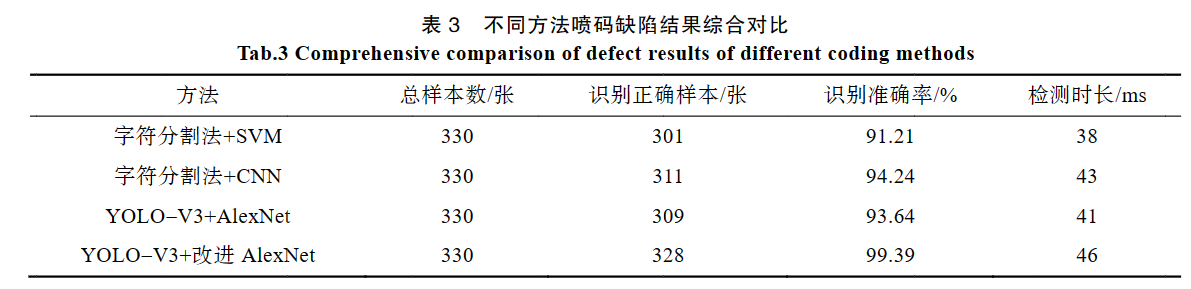 表 3 不同方法喷码缺陷结果综合对比
Tab.3 Comprehensive comparison of defect results of different coding methods
方法 总样本数/张 识别正确样本/张 识别准确率/% 检测时长/ms
字符分割法+SVM 330 301 91.21 38
字符分割法+CNN 330 311 94.24 43
YOLO−V3+AlexNet 330 309 93.64 41
YOLO−V3+改进 AlexNet 330 328 99.39 46